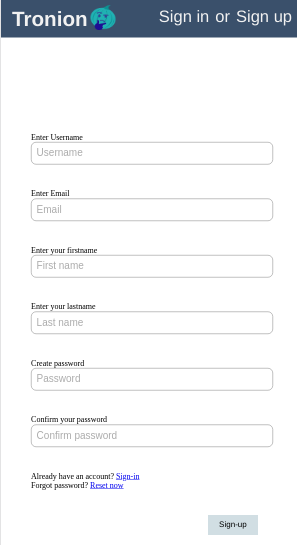 Tronion Sign in or Sign up
Enter Username
Username
Enter Email
Email
Enter your firstname
First name
Enter your lastname
Last name
Create password
Password
Confirm your password
Confirm password
Already have an account? Sign-in
Forgot password? Reset now
Sign-up